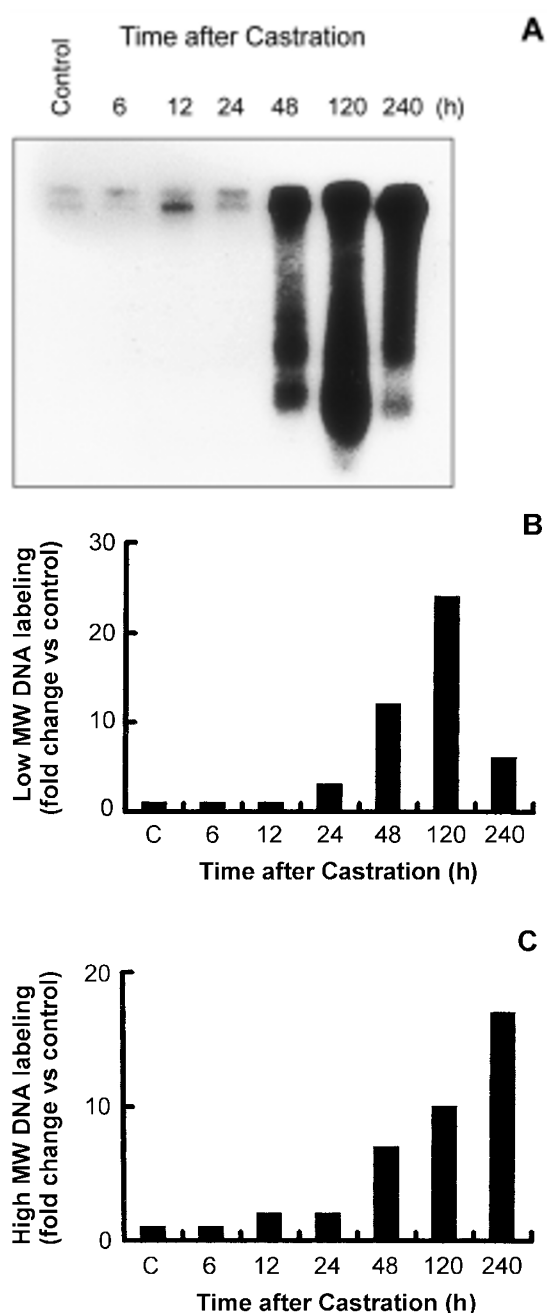 A
Time after Castration
Control 6 12 24 48 120 240 (h)
B
Low MW DNA labeling
(fold change vs control)
30
20
10
0
C 6 12 24 48 120 240
Time after Castration (h)
C
High MW DNA labeling
(fold change vs control)
20
10
0
C 6 12 24 48 120 240
Time after Castration (h)